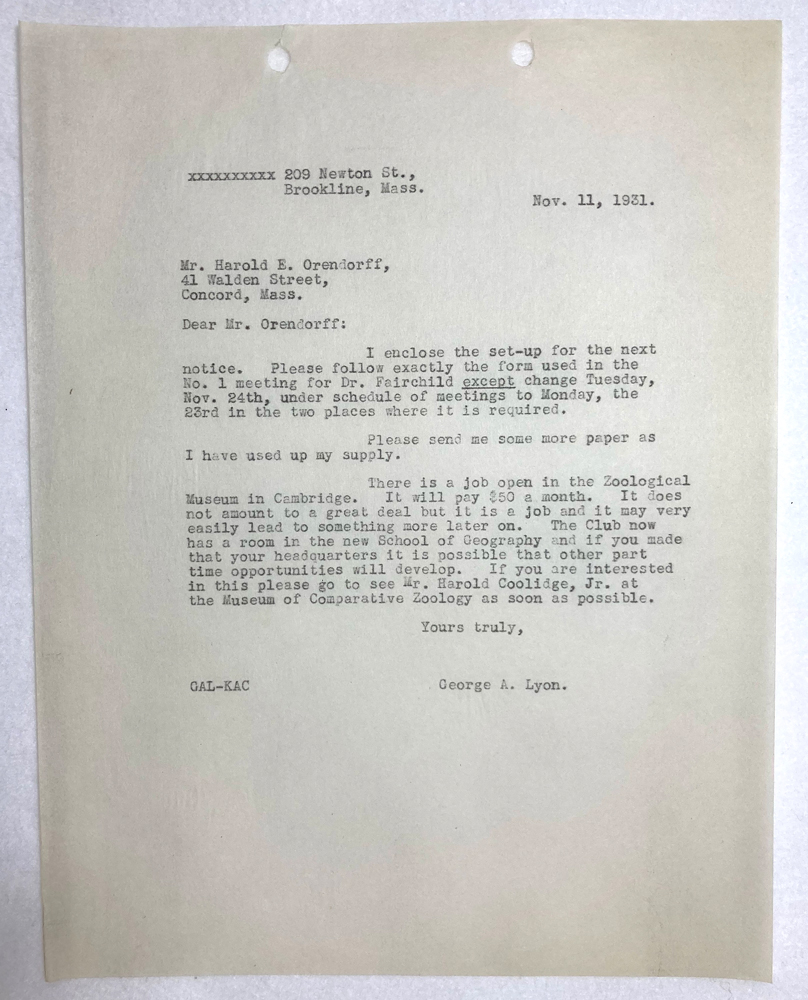 xxxxxxxxxx 209 Newton St.,
Brookline, Mass.
Nov. 11, 1931.
Mr. Harold E. Orendorff,
41 Walden Street,
Concord, Mass.
Dear Mr. Orendorff:
I enclose the set-up for the next
notice. Please follow exactly the form used in the
No. 1 meeting for Dr. Fairchild except change Tuesday,
Nov. 24th, under schedule of meetings to Monday, the
23rd in the two places where it is required.
Please send me some more paper as
I have used up my supply.
There is a job open in the Zoological
Museum in Cambridge. It will pay $50 a month. It does
not amount to a great deal but it is a job and it may very
easily lead to something more later on. The Club now
has a room in the new School of Geography and if you made
that your headquarters it is possible that other part
time opportunities will develop. If you are interested
in this please go to see Mr. Harold Coolidge, Jr. at
the Museum of Comparative Zoology as soon as possible.
Yours truly,
GAL-KAC George A. Lyon.